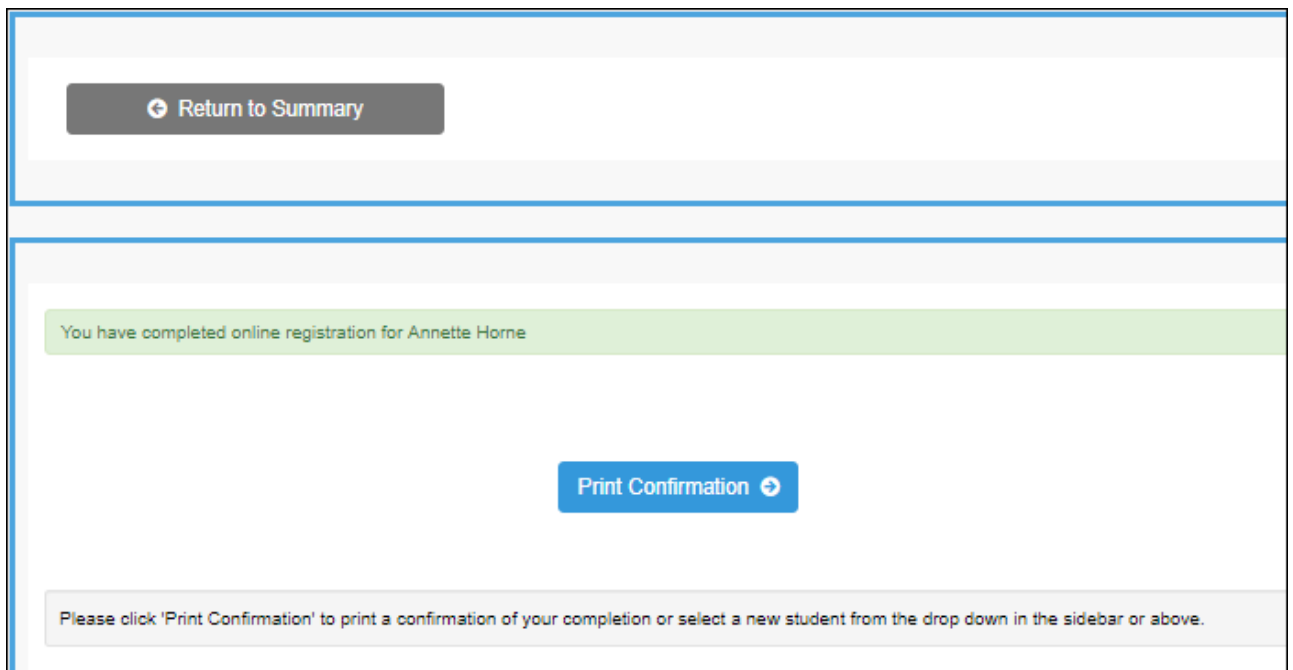 Return to Summary
You have completed online registration for Annette Horne
Print Confirmation
Please click 'Print Confirmation' to print a confirmation of your completion or select a new student from the drop down in the sidebar or above.